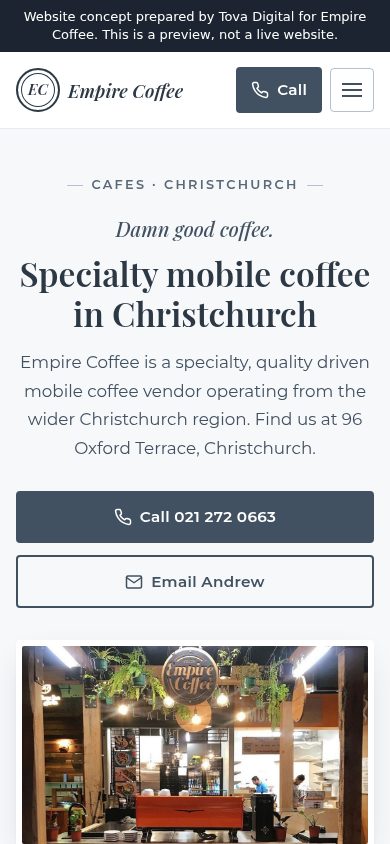 Website concept prepared by Tova Digital for Empire
Coffee. This is a preview, not a live website.
EC
Empire Coffee
Call
CAFES · CHRISTCHURCH
Damn good coffee.
Specialty mobile coffee
in Christchurch
Empire Coffee is a specialty, quality driven
mobile coffee vendor operating from the
wider Christchurch region. Find us at 96
Oxford Terrace, Christchurch.
Call 021 272 0663
Email Andrew
Empire
Coffee